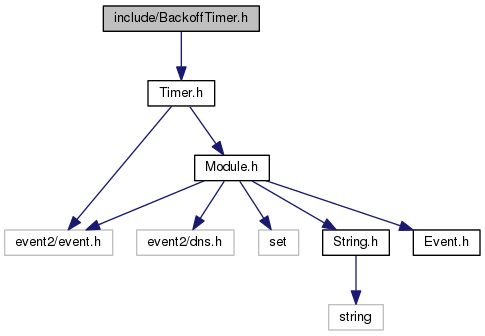 include/BackoffTimer.h
Timer.h
Module.h
event2/event.h
event2/dns.h
set
String.h
Event.h
string